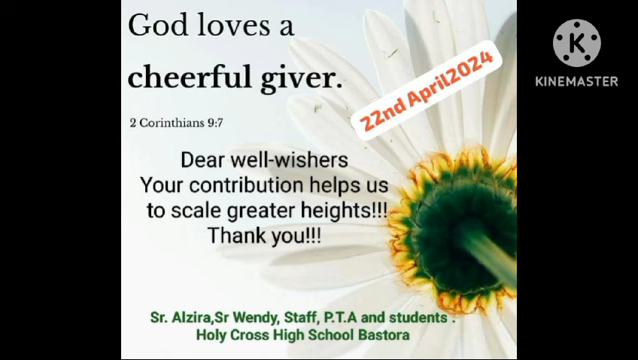 God loves a
cheerful giver.
22nd April2024
2 Corinthians 9:7
Dear well-wishers
Your contribution helps us
to scale greater heights!!!
Thank you!!!
Sr. Alzira,Sr Wendy, Staff, P.T.A and students .
Holy Cross High School Bastora
K
KINEMASTER